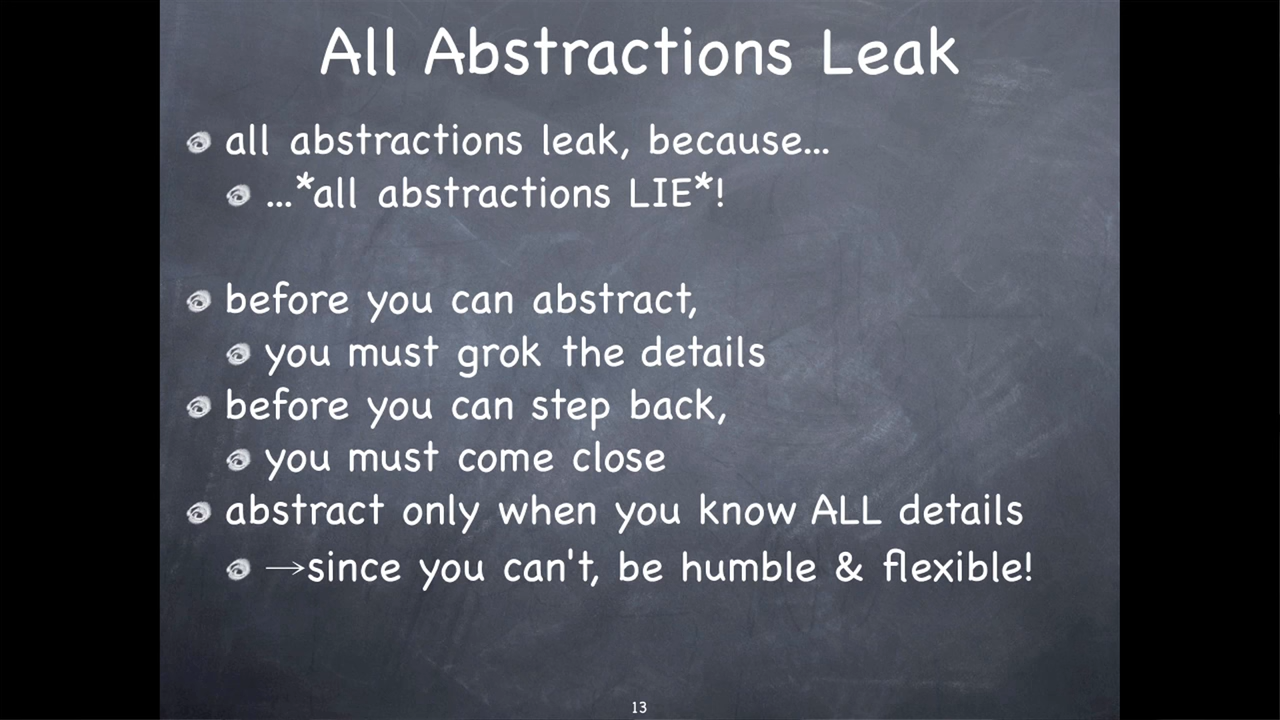 All Abstractions Leak
all abstractions leak, because...
...*all abstractions LIE*!
before you can abstract,
you must grok the details
before you can step back,
you must come close
abstract only when you know ALL details
→since you can't, be humble & flexible!
13